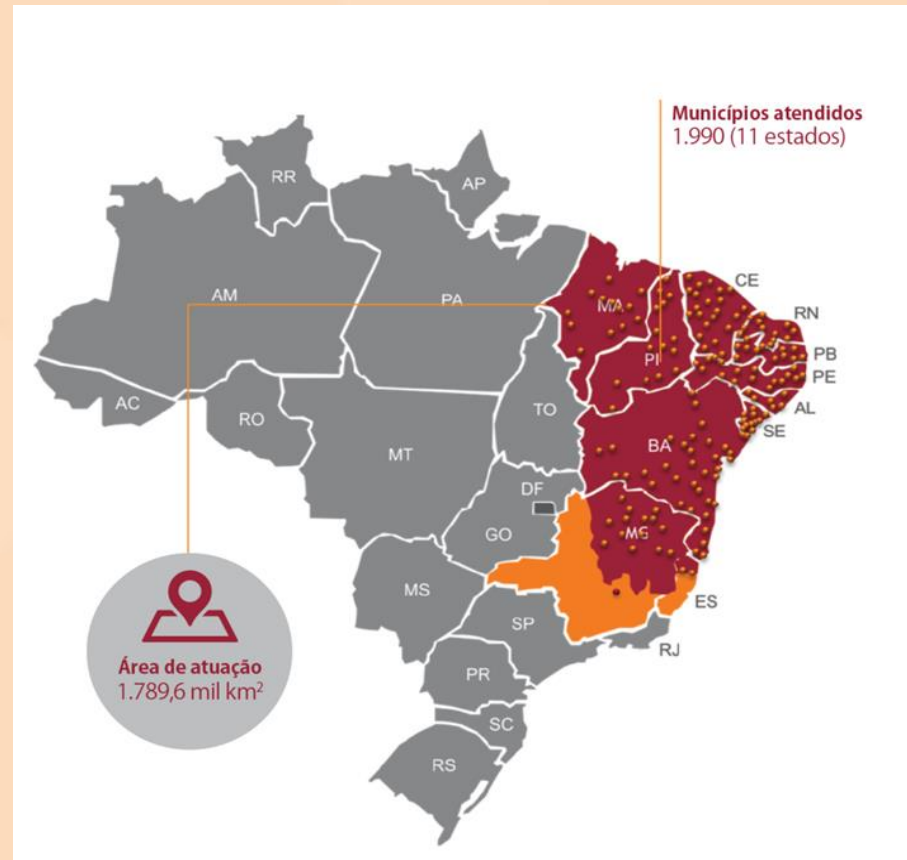 Municípios atendidos
1.990 (11 estados)
RR
AP
AM
PA
MA
CE
RN
PI
PB
PE
AL
SE
AC
RO
TO
BA
MT
DF
GO
MG
MS
ES
SP
RJ
PR
SC
RS
Área de atuação
1.789,6 mil km²